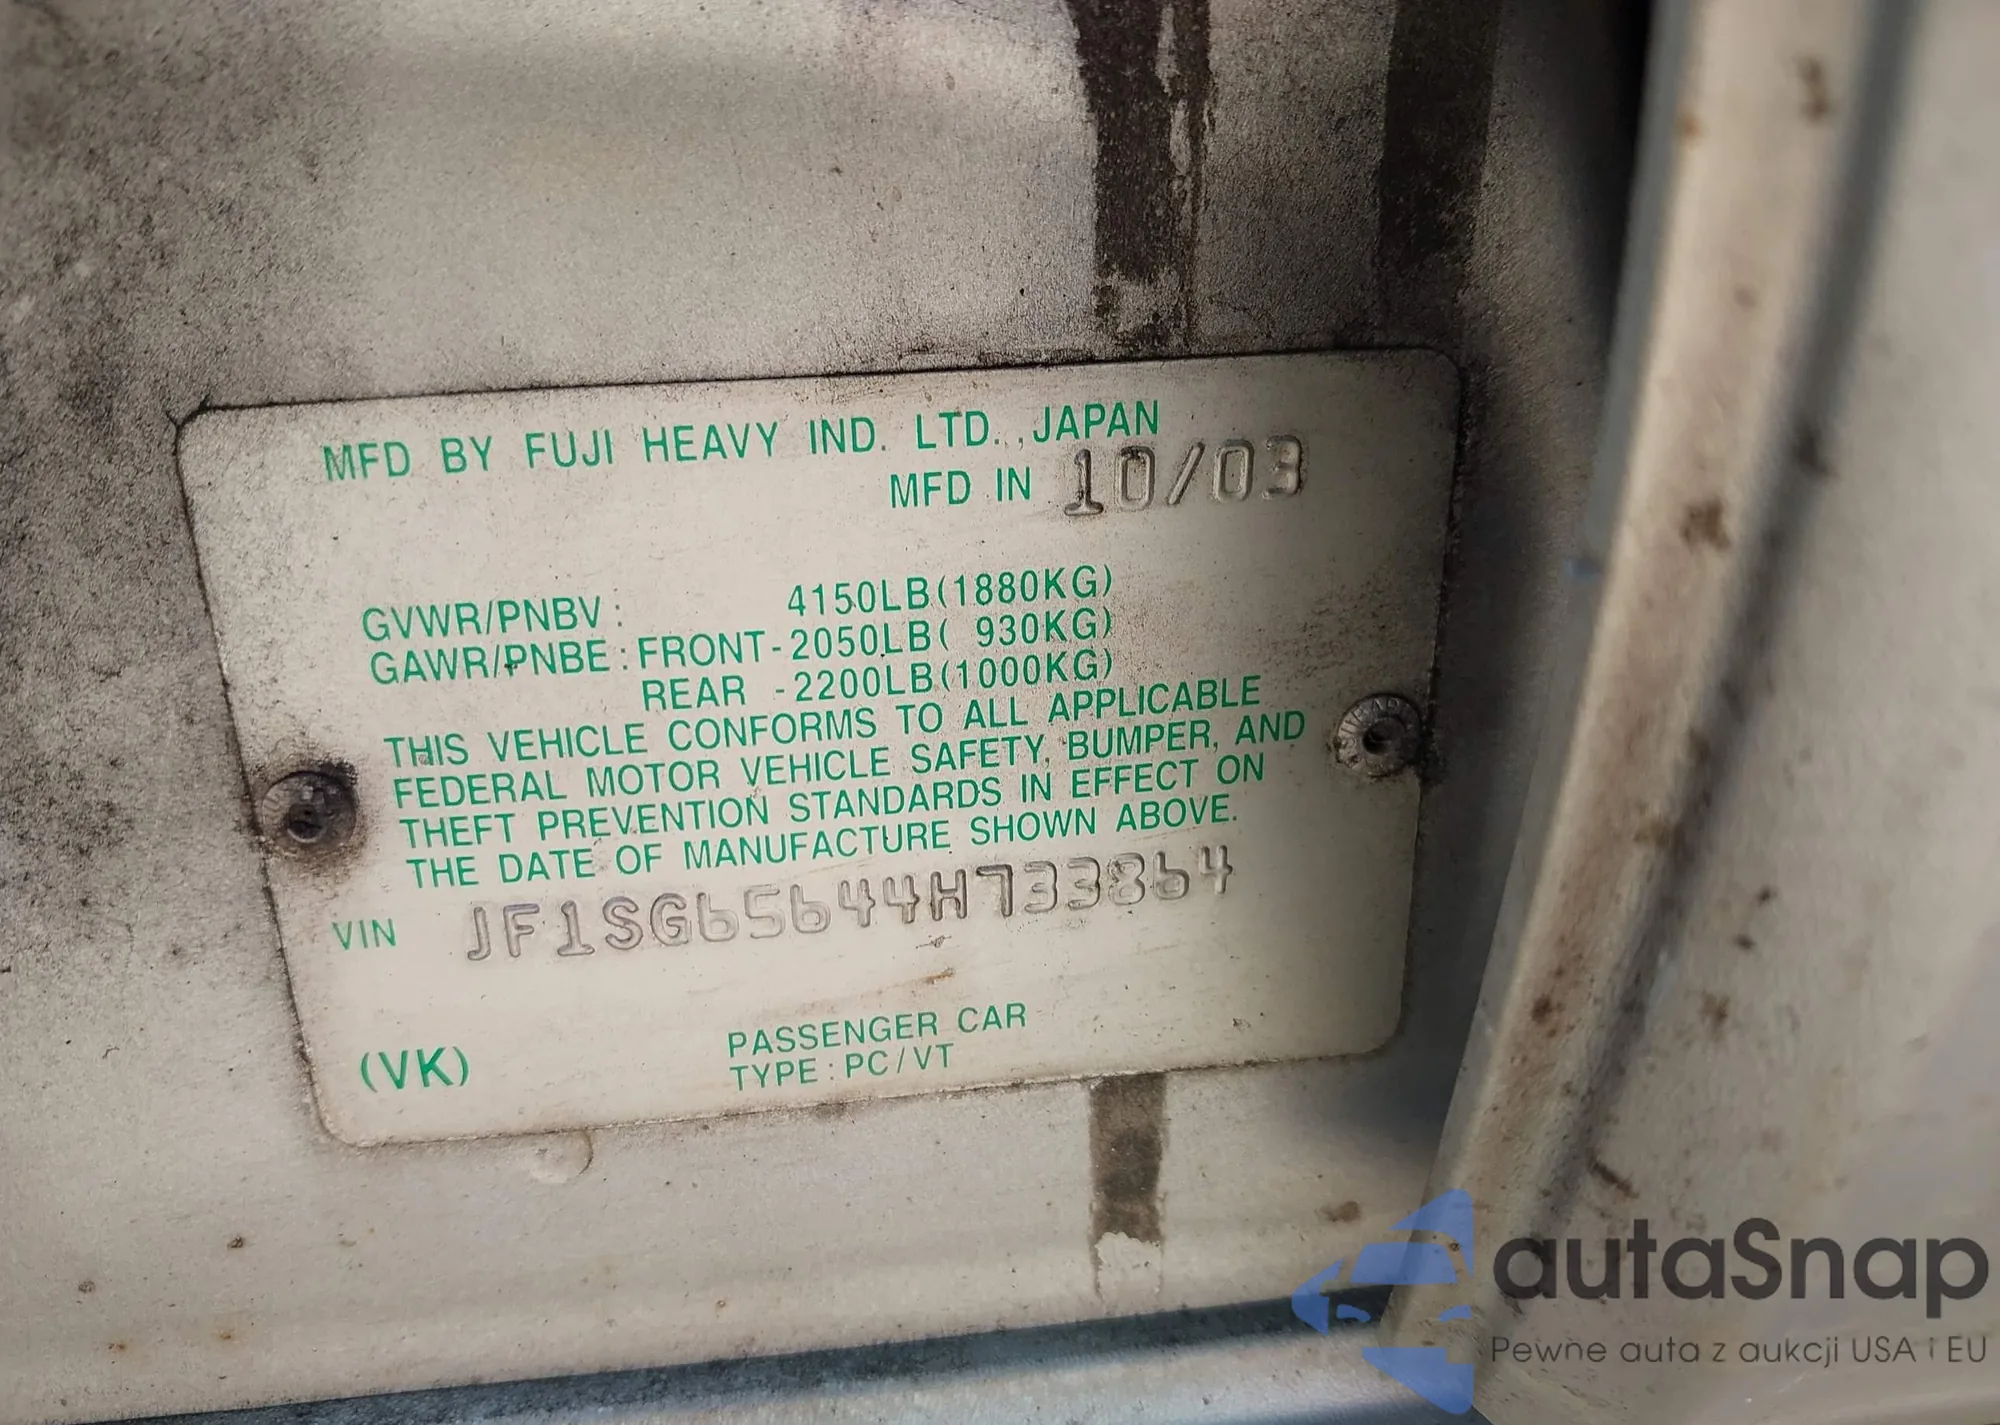 MFD BY FUJI HEAVY IND. LTD.,JAPAN
MFD IN 10/03
GVWR/PNBV: 4150LB(1880KG)
GAWR/PNBE:FRONT-2050LB( 930KG)
REAR -2200LB(1000KG)
THIS VEHICLE CONFORMS TO ALL APPLICABLE
FEDERAL MOTOR VEHICLE SAFETY, BUMPER, AND
THEFT PREVENTION STANDARDS IN EFFECT ON
THE DATE OF MANUFACTURE SHOWN ABOVE.
VIN JF1SG65644H733864
(VK)
PASSENGER CAR
TYPE:PC/VT
autaSnap
Pewne auta z aukcji USA i EU